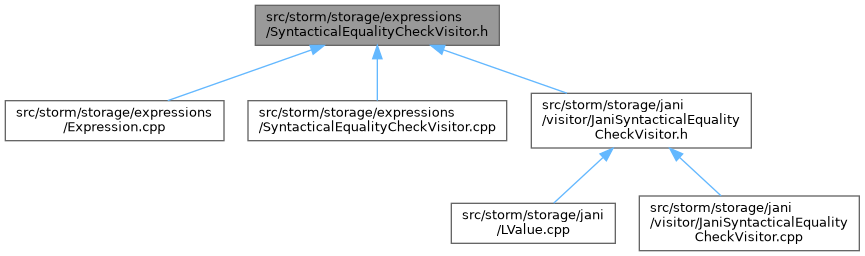 src/storm/storage/expressions
/SyntacticalEqualityCheckVisitor.h
src/storm/storage/expressions
/Expression.cpp
src/storm/storage/expressions
/SyntacticalEqualityCheckVisitor.cpp
src/storm/storage/jani
/visitor/JaniSyntacticalEquality
CheckVisitor.h
src/storm/storage/jani
/LValue.cpp
src/storm/storage/jani
/visitor/JaniSyntacticalEquality
CheckVisitor.cpp